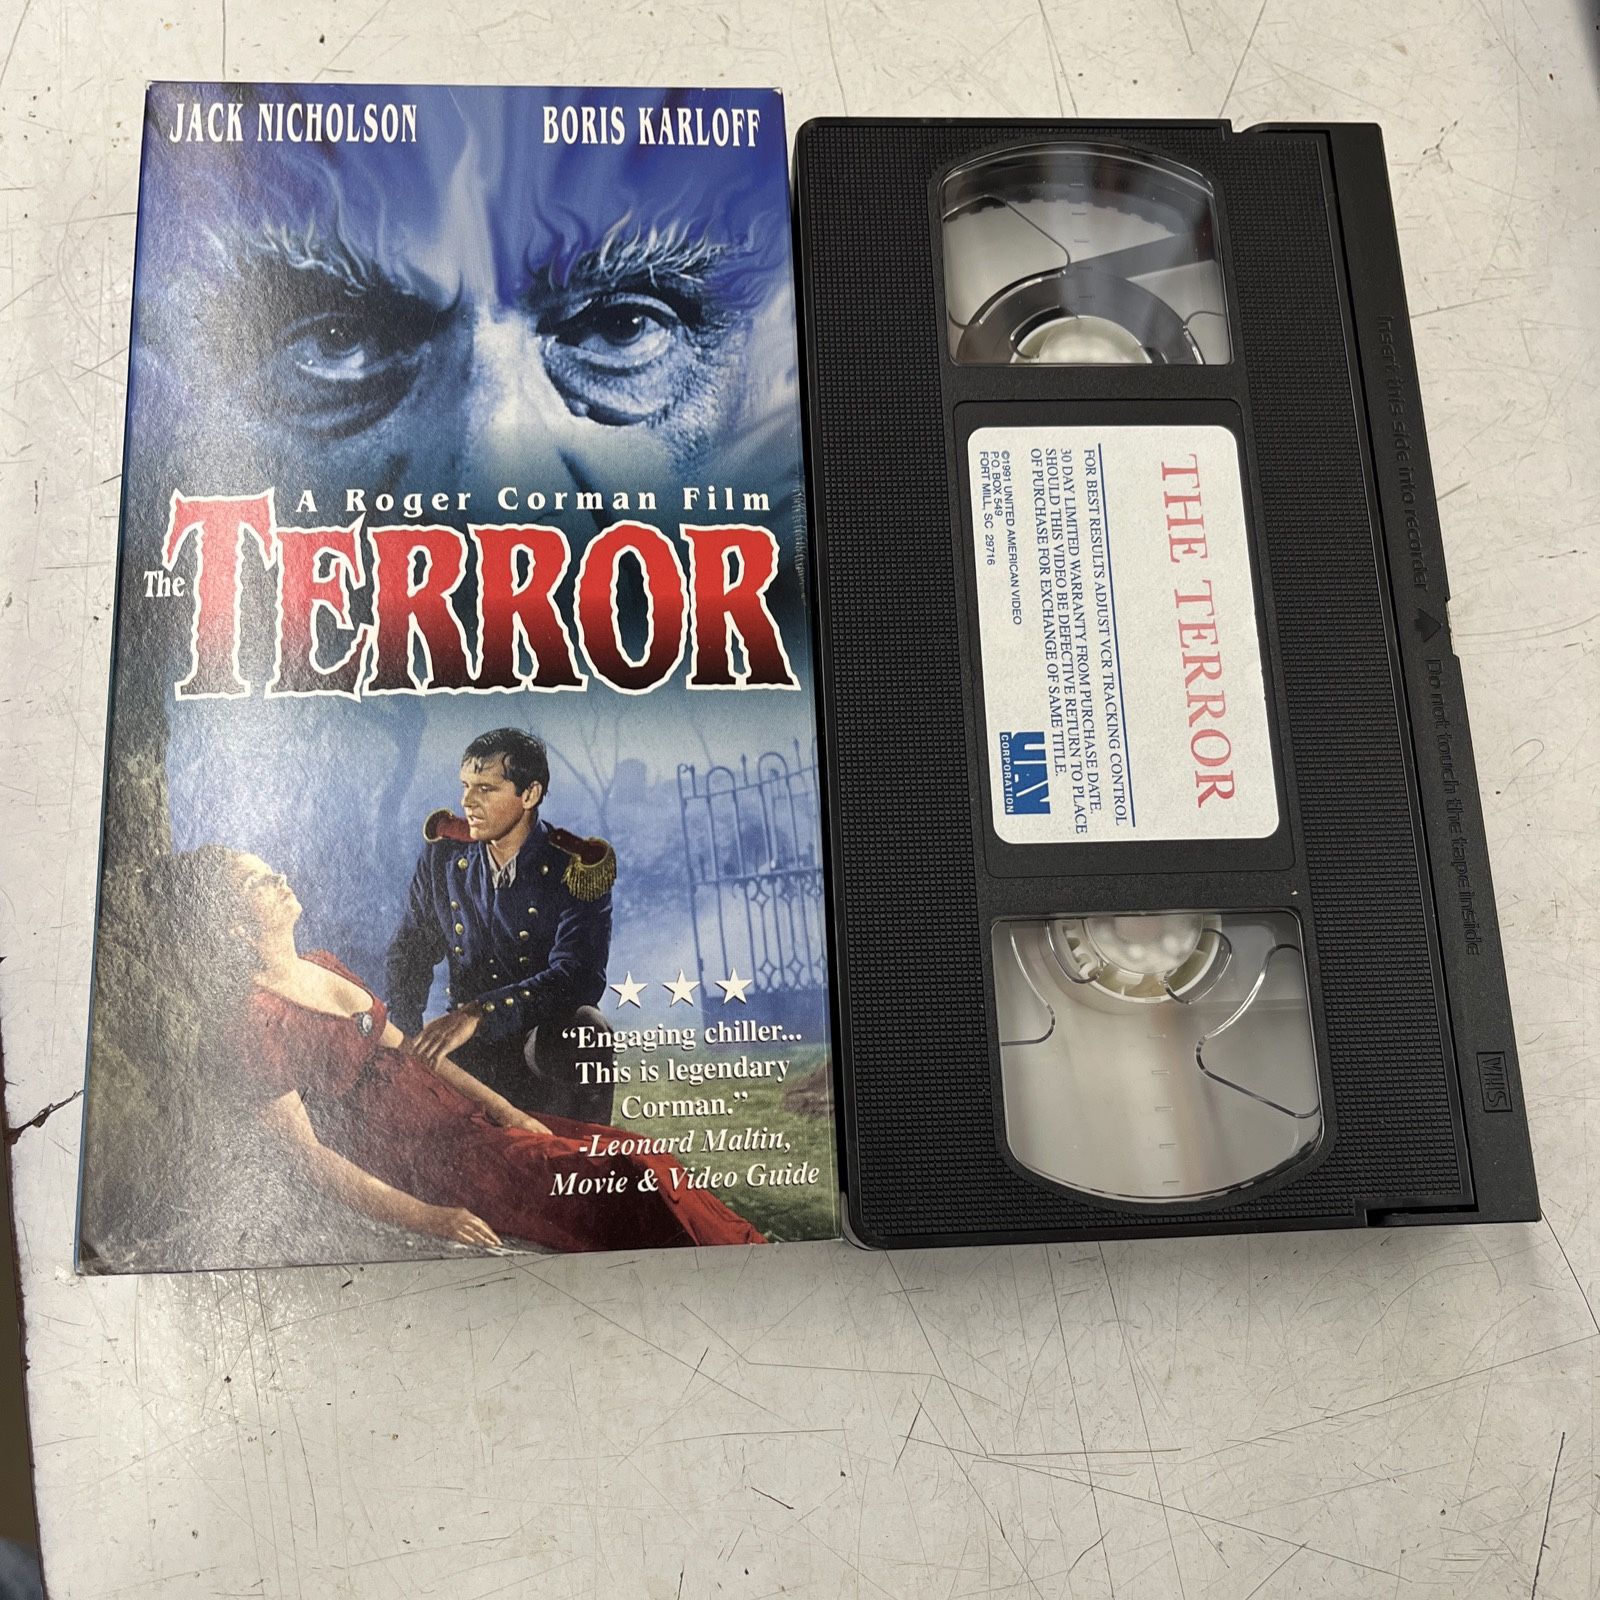 JACK NICHOLSON
BORIS KARLOFF
A Roger Corman Film
The TERROR
★ ★ ★
“Engaging chiller...
This is legendary
Corman.”
-Leonard Maltin,
Movie & Video Guide
THE TERROR
FOR BEST RESULTS ADJUST VCR TRACKING CONTROL
30 DAY LIMITED WARRANTY FROM PURCHASE DATE.
SHOULD THIS VIDEO BE DEFECTIVE RETURN TO PLACE
OF PURCHASE FOR EXCHANGE OF SAME TITLE.
©1991 UNITED AMERICAN VIDEO
PO. BOX 549
FORT MILL, SC 29716
UAV
CORPORATION
Insert this side into recorder ▲ Do not touch the tape inside
VHS